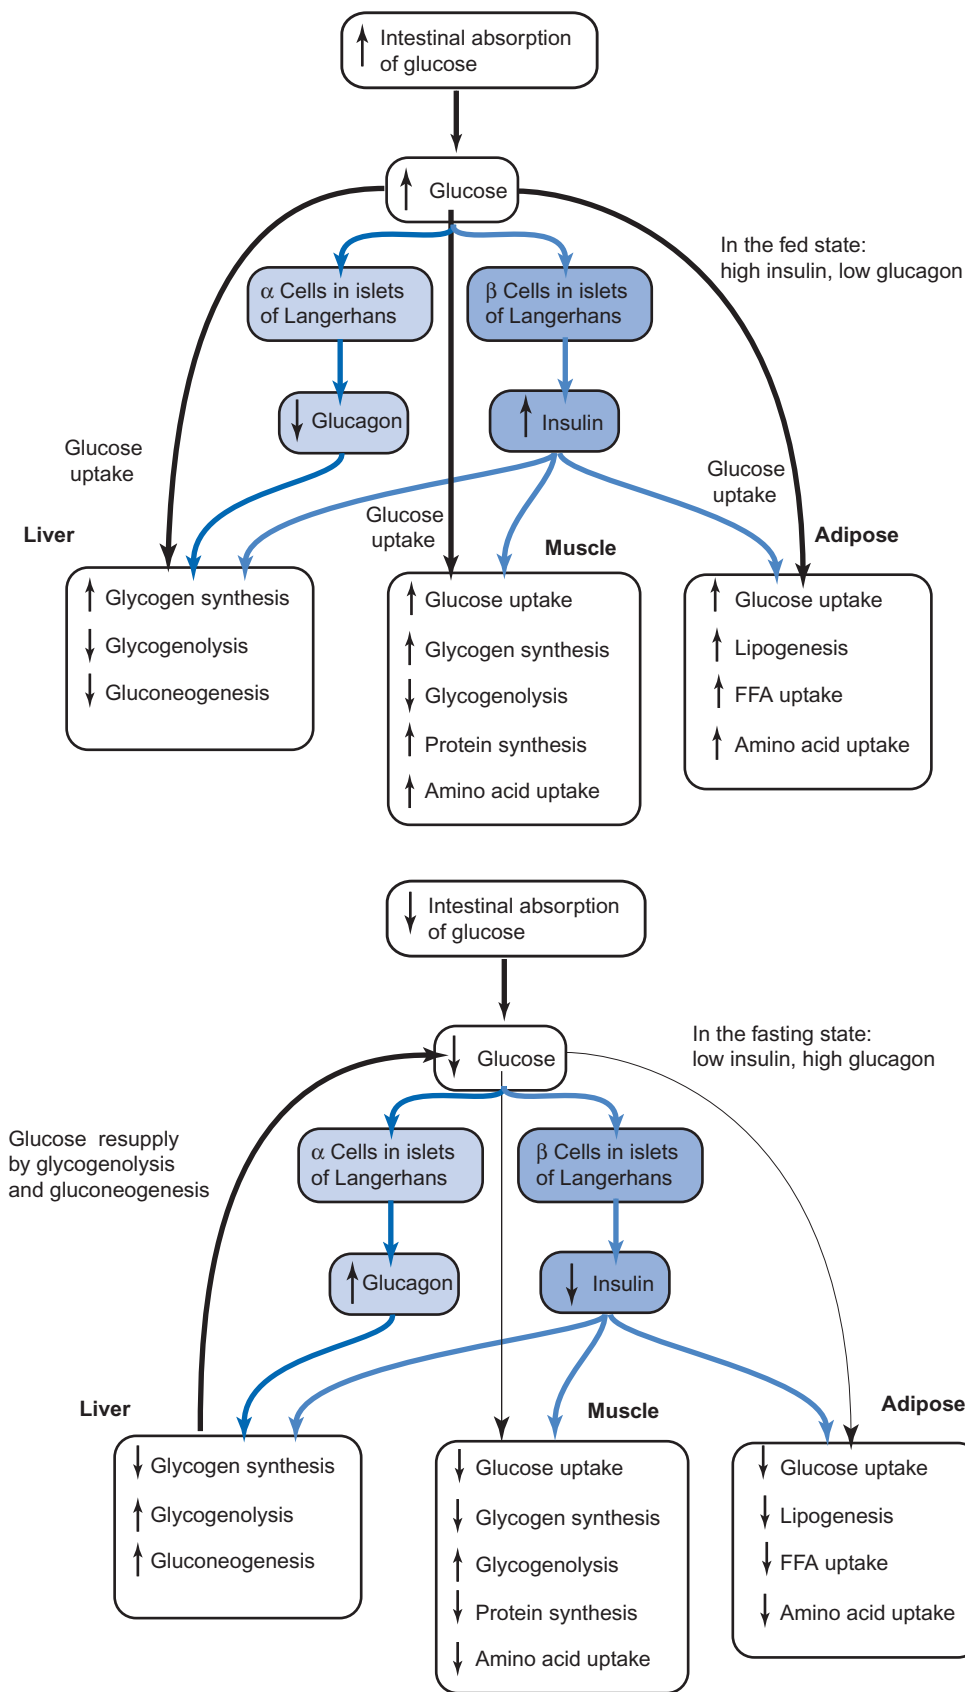 Intestinal absorption
of glucose
Glucose
In the fed state:
high insulin, low glucagon
α Cells in islets
of Langerhans
β Cells in islets
of Langerhans
Glucagon
Insulin
Glucose
uptake
Glucose
uptake
Glucose
uptake
Liver
Muscle
Adipose
Glycogen synthesis
Glycogenolysis
Gluconeogenesis
Glucose uptake
Glycogen synthesis
Glycogenolysis
Protein synthesis
Amino acid uptake
Glucose uptake
Lipogenesis
FFA uptake
Amino acid uptake
Intestinal absorption
of glucose
Glucose
In the fasting state:
low insulin, high glucagon
Glucose resupply
by glycogenolysis
and gluconeogenesis
α Cells in islets
of Langerhans
β Cells in islets
of Langerhans
Glucagon
Insulin
Liver
Muscle
Adipose
Glycogen synthesis
Glycogenolysis
Gluconeogenesis
Glucose uptake
Glycogen synthesis
Glycogenolysis
Protein synthesis
Amino acid uptake
Glucose uptake
Lipogenesis
FFA uptake
Amino acid uptake